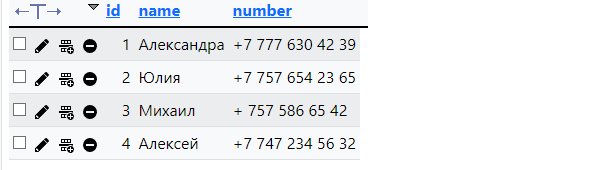 id name number
1 Александра +7 777 630 42 39
2 Юлия +7 757 654 23 65
3 Михаил + 757 586 65 42
4 Алексей +7 747 234 56 32